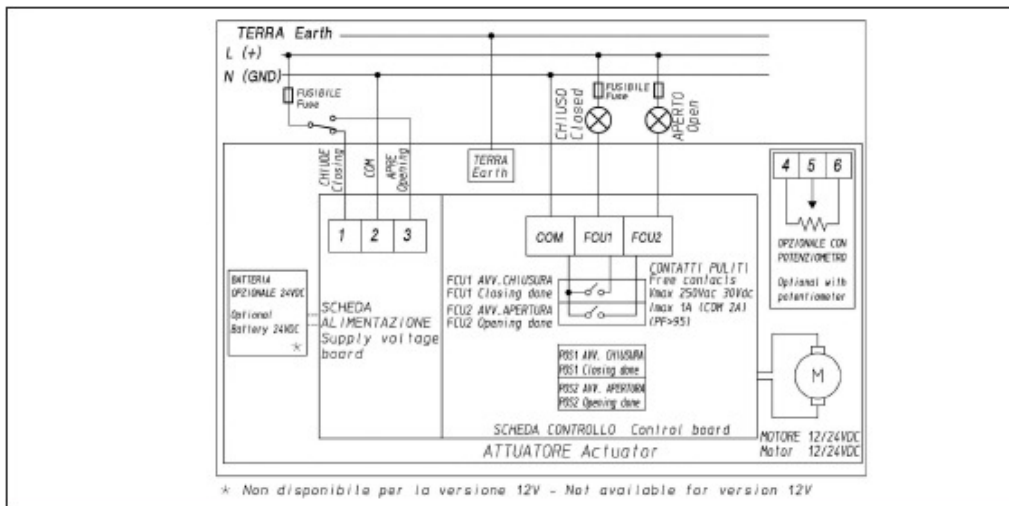 TERRA Earth
L (+)
N (GND)
FUSIBILE
Fuse
CHIUSO
Closed
FUSIBILE
Fuse
APERTO
Open
CHIUDE
Closing
COM
APRE
Opening
TERRA
Earth
4 5 6
OPZIONALE CON
POTENZIOMETRO
Optional with
potentiometer
1 2 3
COM FCU1 FCU2
FCU1 AVV.CHIUSURA
FCU1 Closing done
FCU2 AVV.APERTURA
FCU2 Opening done
CONTATTI PULITI
Free contacts
Vmax 250Vac 30Vdc
Imax 1A (COM 2A)
(PF>95)
BATTERIA
OPZIONALE 24VDC
Optional
Battery 24VDC
*
SCHEDA
ALIMENTAZIONE
Supply voltage
board
POS1 AVV. CHIUSURA
POS1 Closing done
POS2 AVV. APERTURA
POS2 Opening done
M
SCHEDA CONTROLLO Control board
MOTORE 12/24VDC
Motor 12/24VDC
ATTUATORE Actuator
* Non disponibile per la versione 12V - Not available for version 12V